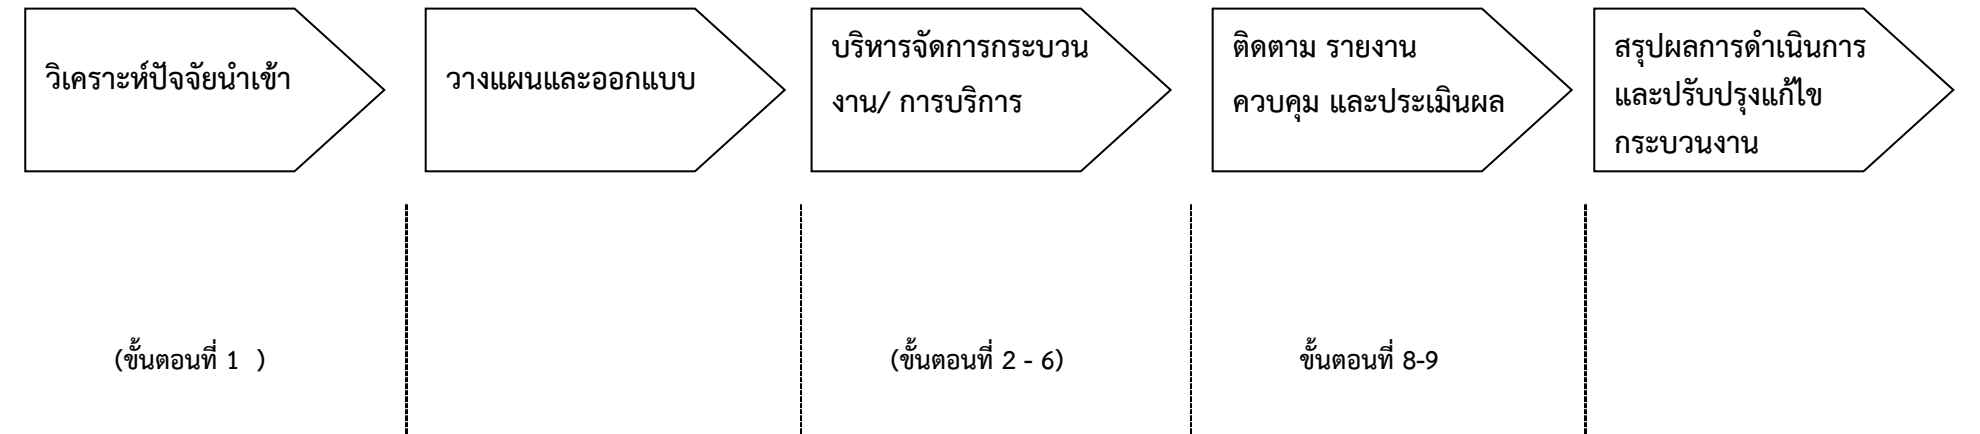 วิเคราะห์ปัจจัยนำเข้า
วางแผนและออกแบบ
บริหารจัดการกระบวน
งาน/ การบริการ
ติดตาม รายงาน
ควบคุม และประเมินผล
สรุปผลการดำเนินการ
และปรับปรุงแก้ไข
กระบวนงาน
(ขั้นตอนที่ 1  )
(ขั้นตอนที่ 2 - 6)
ขั้นตอนที่ 8-9